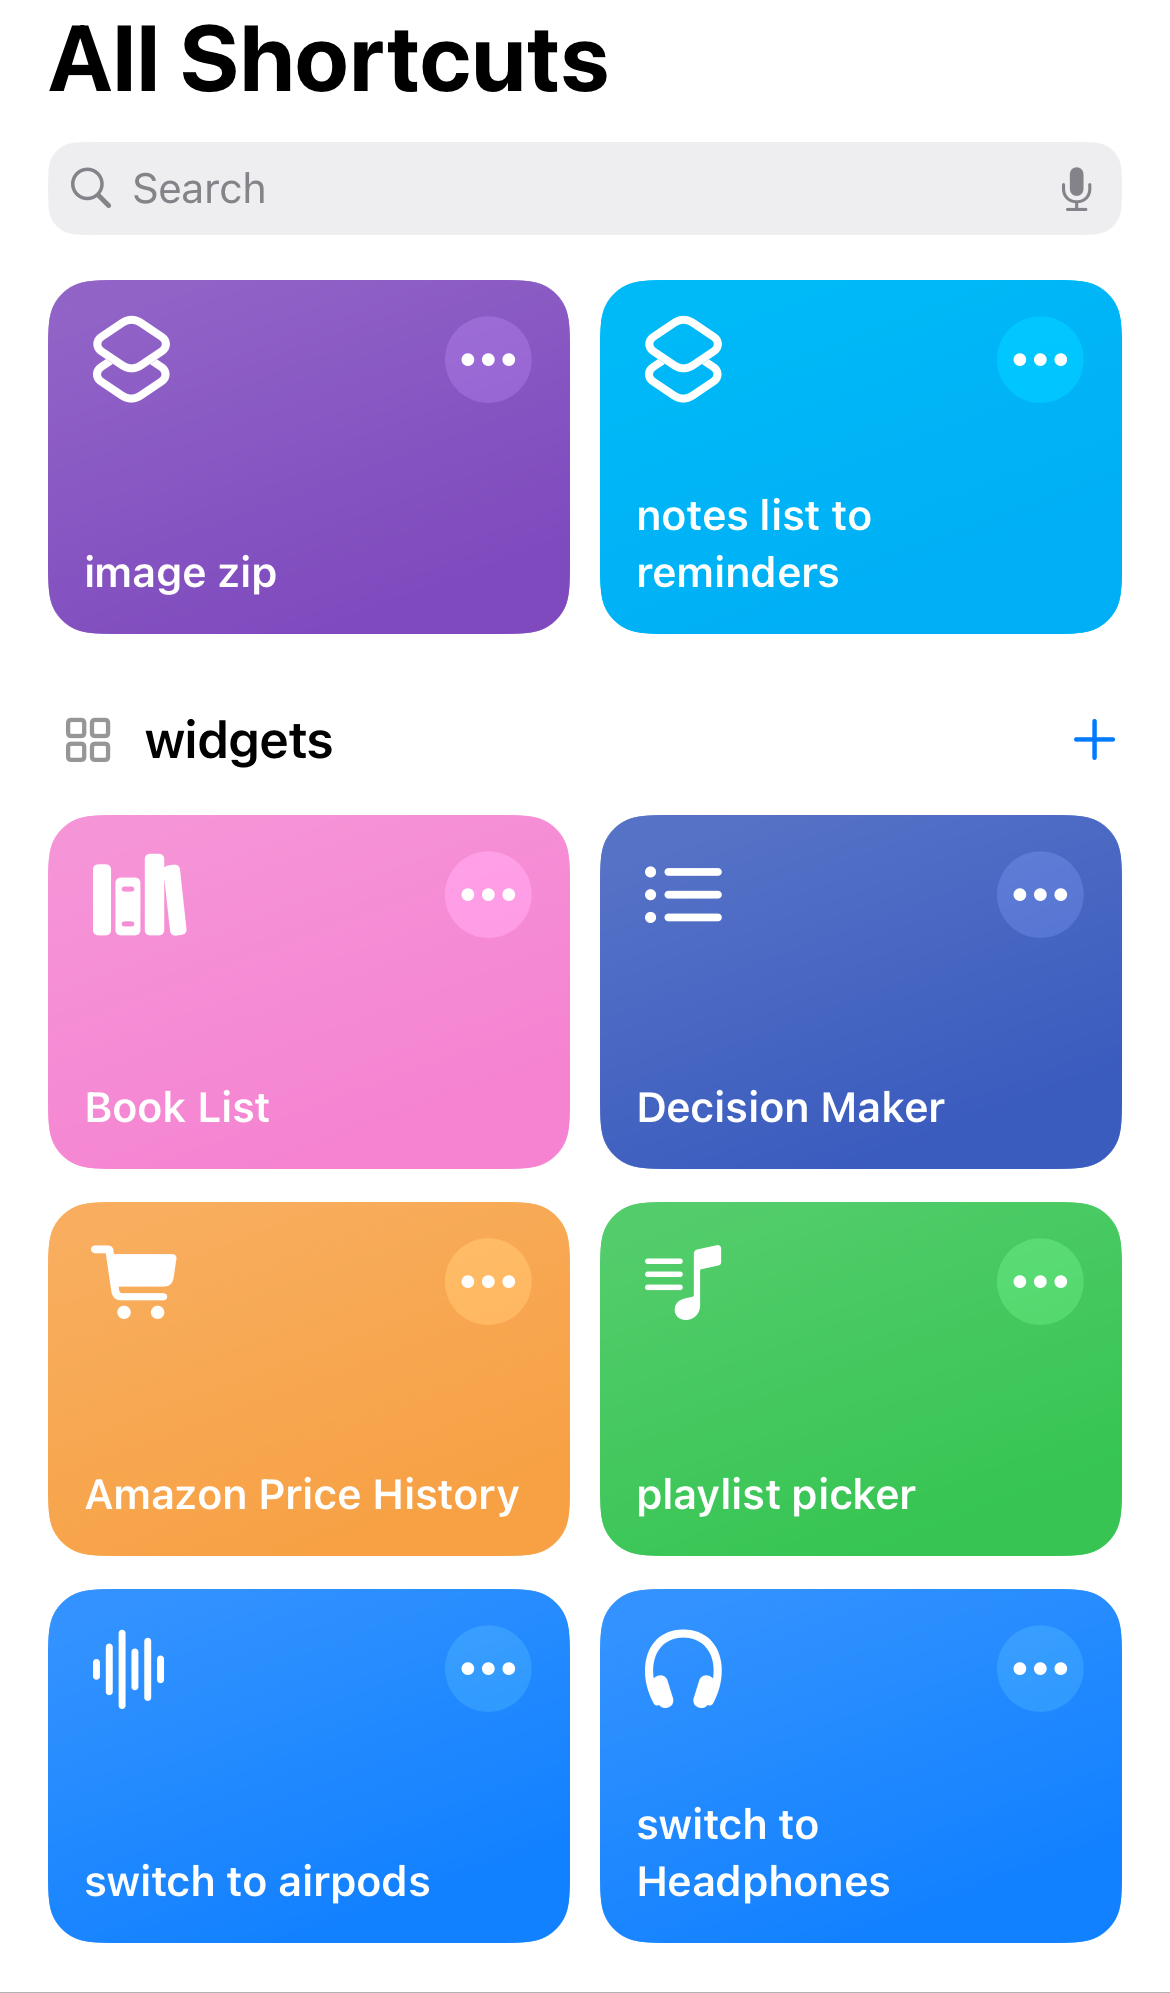 All Shortcuts
Search
image zip
notes list to
reminders
widgets
Book List
Decision Maker
Amazon Price History
playlist picker
switch to airpods
switch to
Headphones